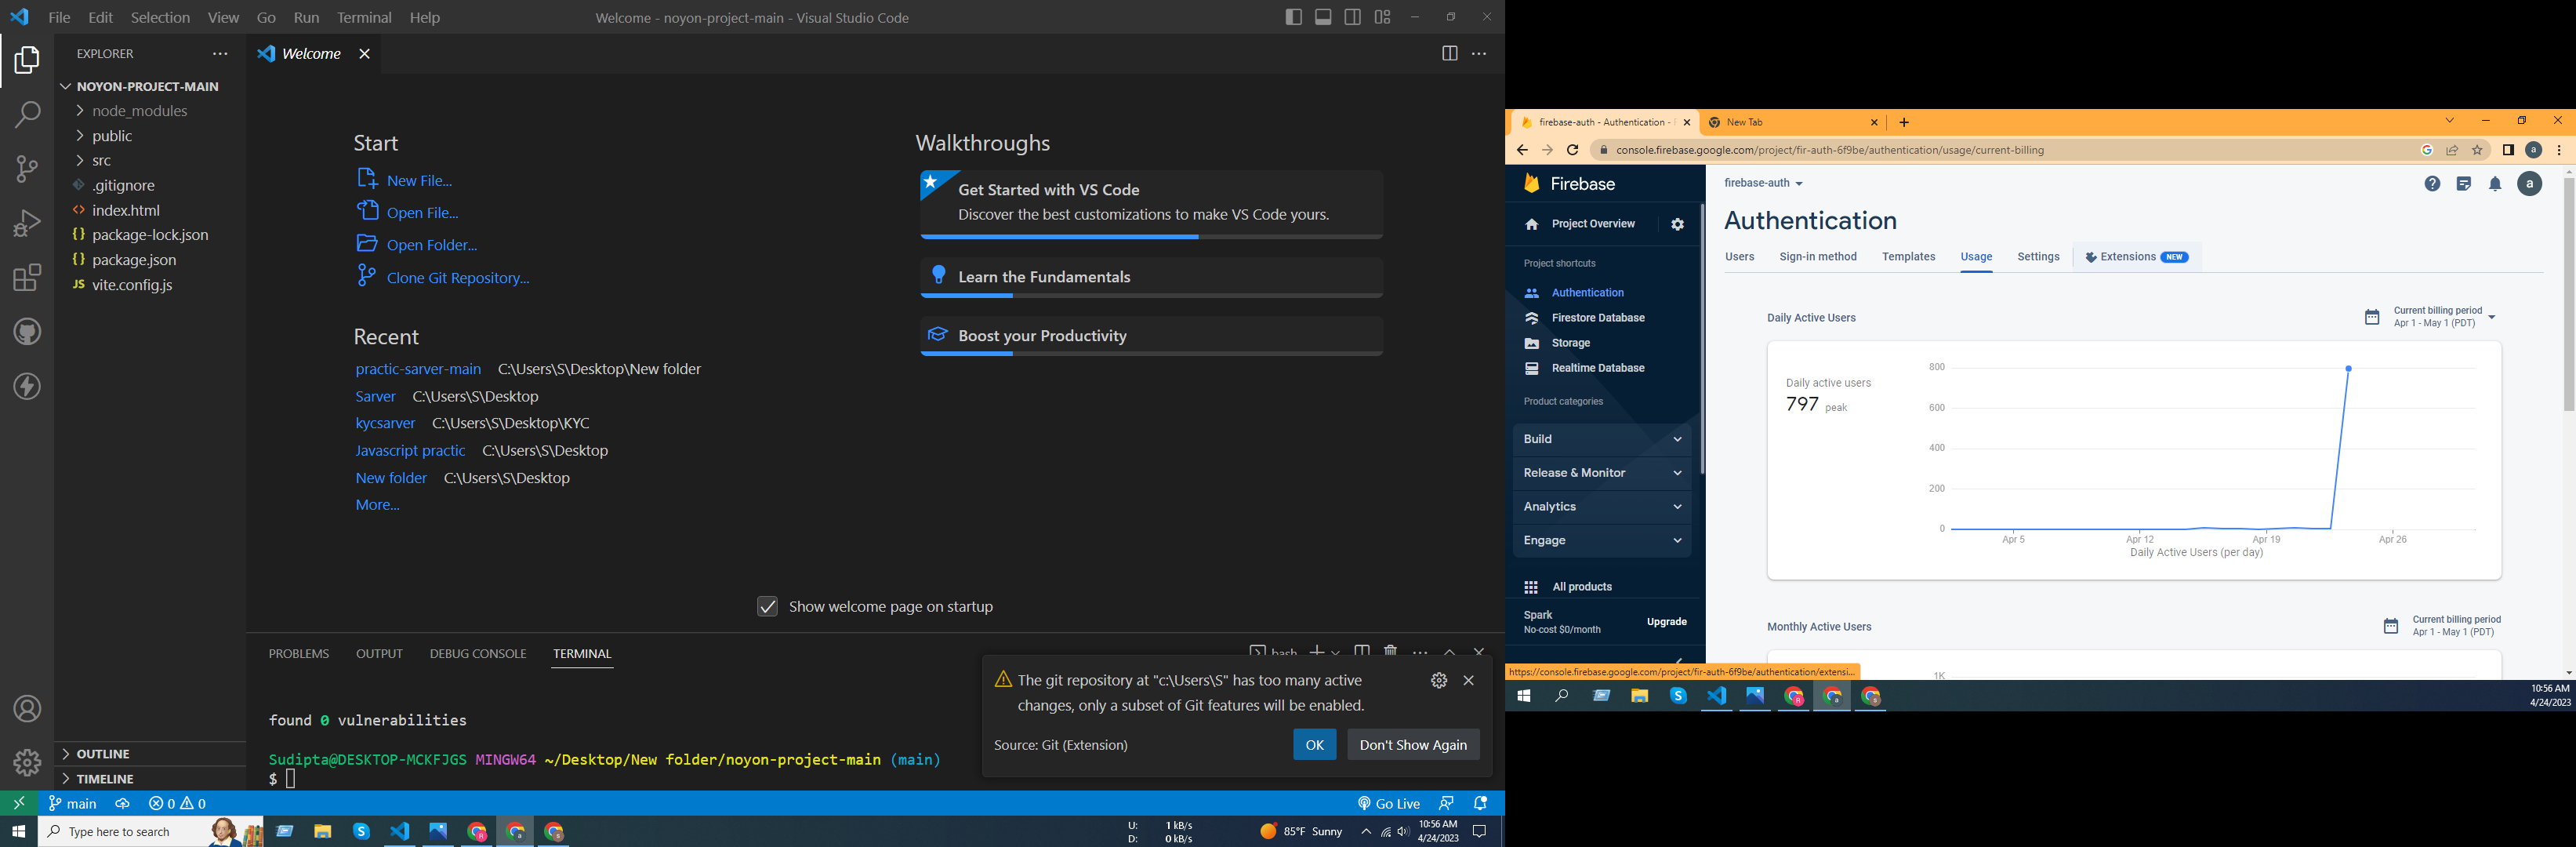 File Edit Selection View Go Run Terminal Help
Welcome - noyon-project-main - Visual Studio Code
EXPLORER
Welcome
NOYON-PROJECT-MAIN
node_modules
public
src
.gitignore
index.html
package-lock.json
package.json
vite.config.js
OUTLINE
TIMELINE
Start
New File...
Open File...
Open Folder...
Clone Git Repository...
Recent
practic-sarver-main C:\Users\S\Desktop\New folder
Sarver C:\Users\S\Desktop
kycsarver C:\Users\S\Desktop\KYC
Javascript practic C:\Users\S\Desktop
New folder C:\Users\S\Desktop
More...
Walkthroughs
Get Started with VS Code
Discover the best customizations to make VS Code yours.
Learn the Fundamentals
Boost your Productivity
Show welcome page on startup
PROBLEMS OUTPUT DEBUG CONSOLE TERMINAL
bash
found 0 vulnerabilities
Sudipta@DESKTOP-MCKFJGS MINGW64 ~/Desktop/New folder/noyon-project-main (main)
$
The git repository at "c:\Users\S" has too many active
changes, only a subset of Git features will be enabled.
Source: Git (Extension)
OK
Don't Show Again
main 0 0
Go Live
Type here to search
U: 1 kB/s
D: 0 kB/s
85°F Sunny
10:56 AM
4/24/2023
firebase-auth - Authentication -
New Tab
console.firebase.google.com/project/fir-auth-6f9be/authentication/usage/current-billing
a
Firebase
Project Overview
Project shortcuts
Authentication
Firestore Database
Storage
Realtime Database
Product categories
Build
Release & Monitor
Analytics
Engage
All products
Spark
No-cost $0/month
Upgrade
firebase-auth
a
Authentication
Users Sign-in method Templates Usage Settings Extensions NEW
Daily Active Users
Current billing period
Apr 1 - May 1 (PDT)
Daily active users
797 peak
800
600
400
200
0
Apr 5 Apr 12 Apr 19 Apr 26
Daily Active Users (per day)
Monthly Active Users
Current billing period
Apr 1 - May 1 (PDT)
1K
https://console.firebase.google.com/project/fir-auth-6f9be/authentication/extensi...
10:56 AM
4/24/2023